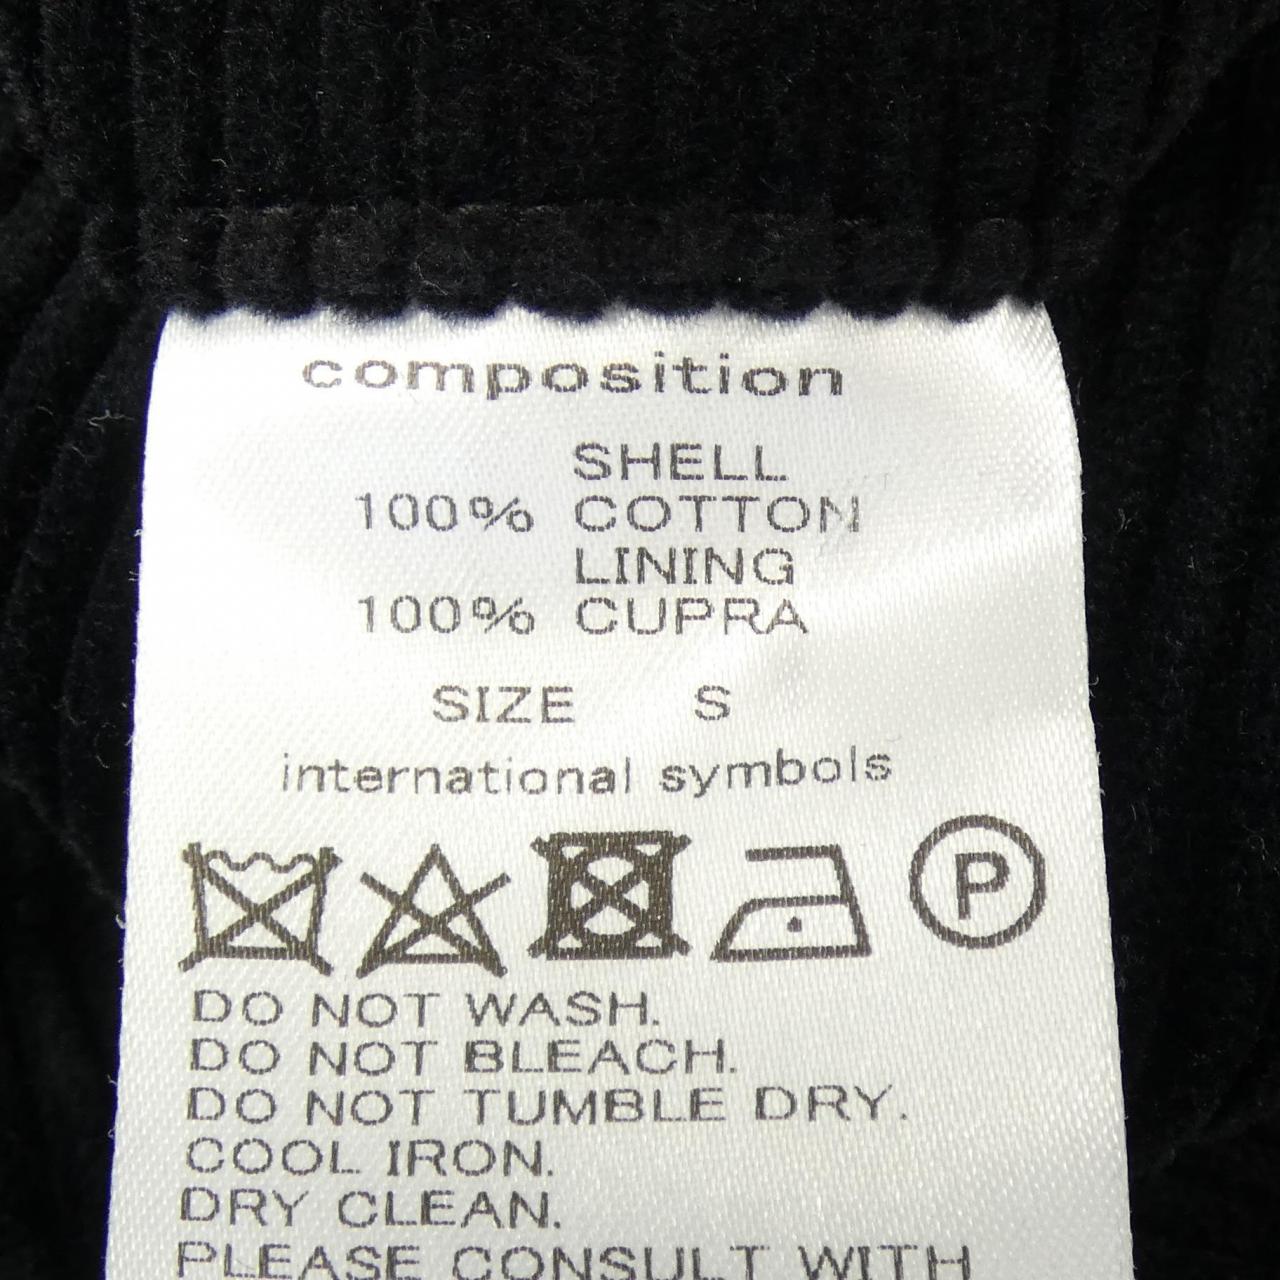 composition
SHELL
100% COTTON
LINING
100% CUPRA
SIZE S
international symbols
P
DO NOT WASH.
DO NOT BLEACH.
DO NOT TUMBLE DRY.
COOL IRON.
DRY CLEAN.
PLEASE CONSULT WITH